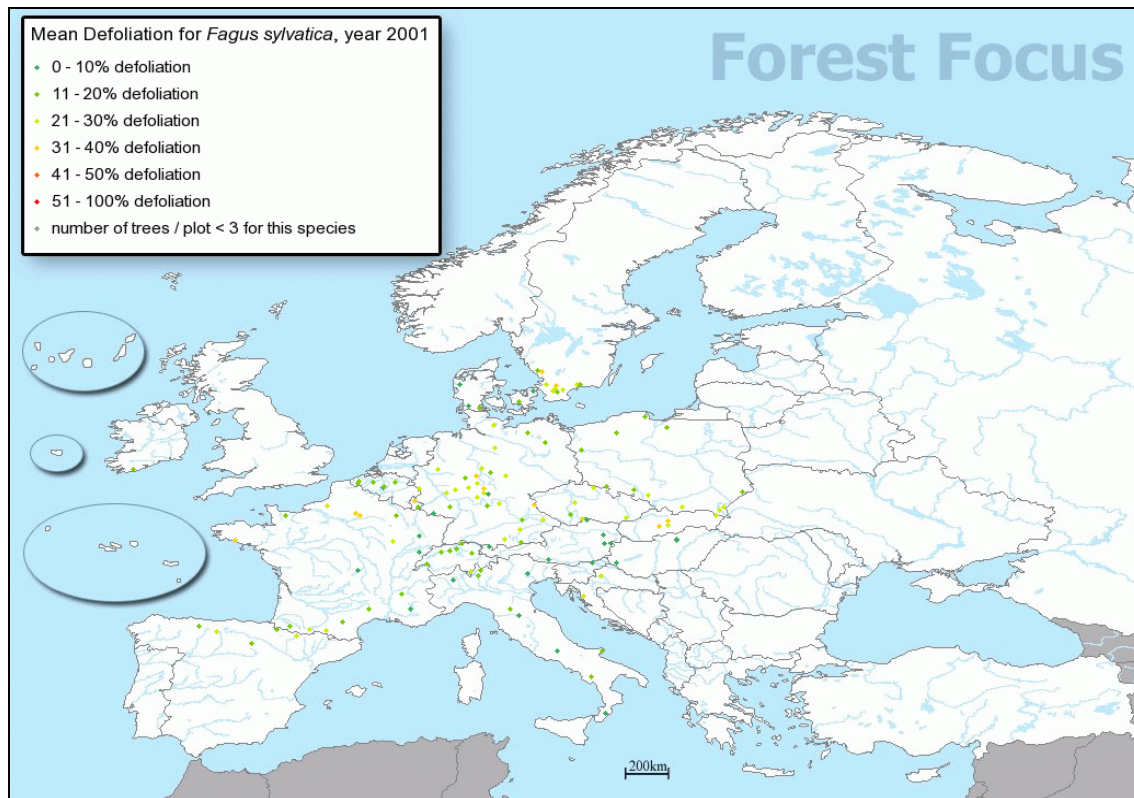 Mean Defoliation for Fagus sylvatica, year 2001
0 - 10% defoliation
11 - 20% defoliation
21 - 30% defoliation
31 - 40% defoliation
41 - 50% defoliation
51 - 100% defoliation
number of trees / plot < 3 for this species
Forest Focus
200km